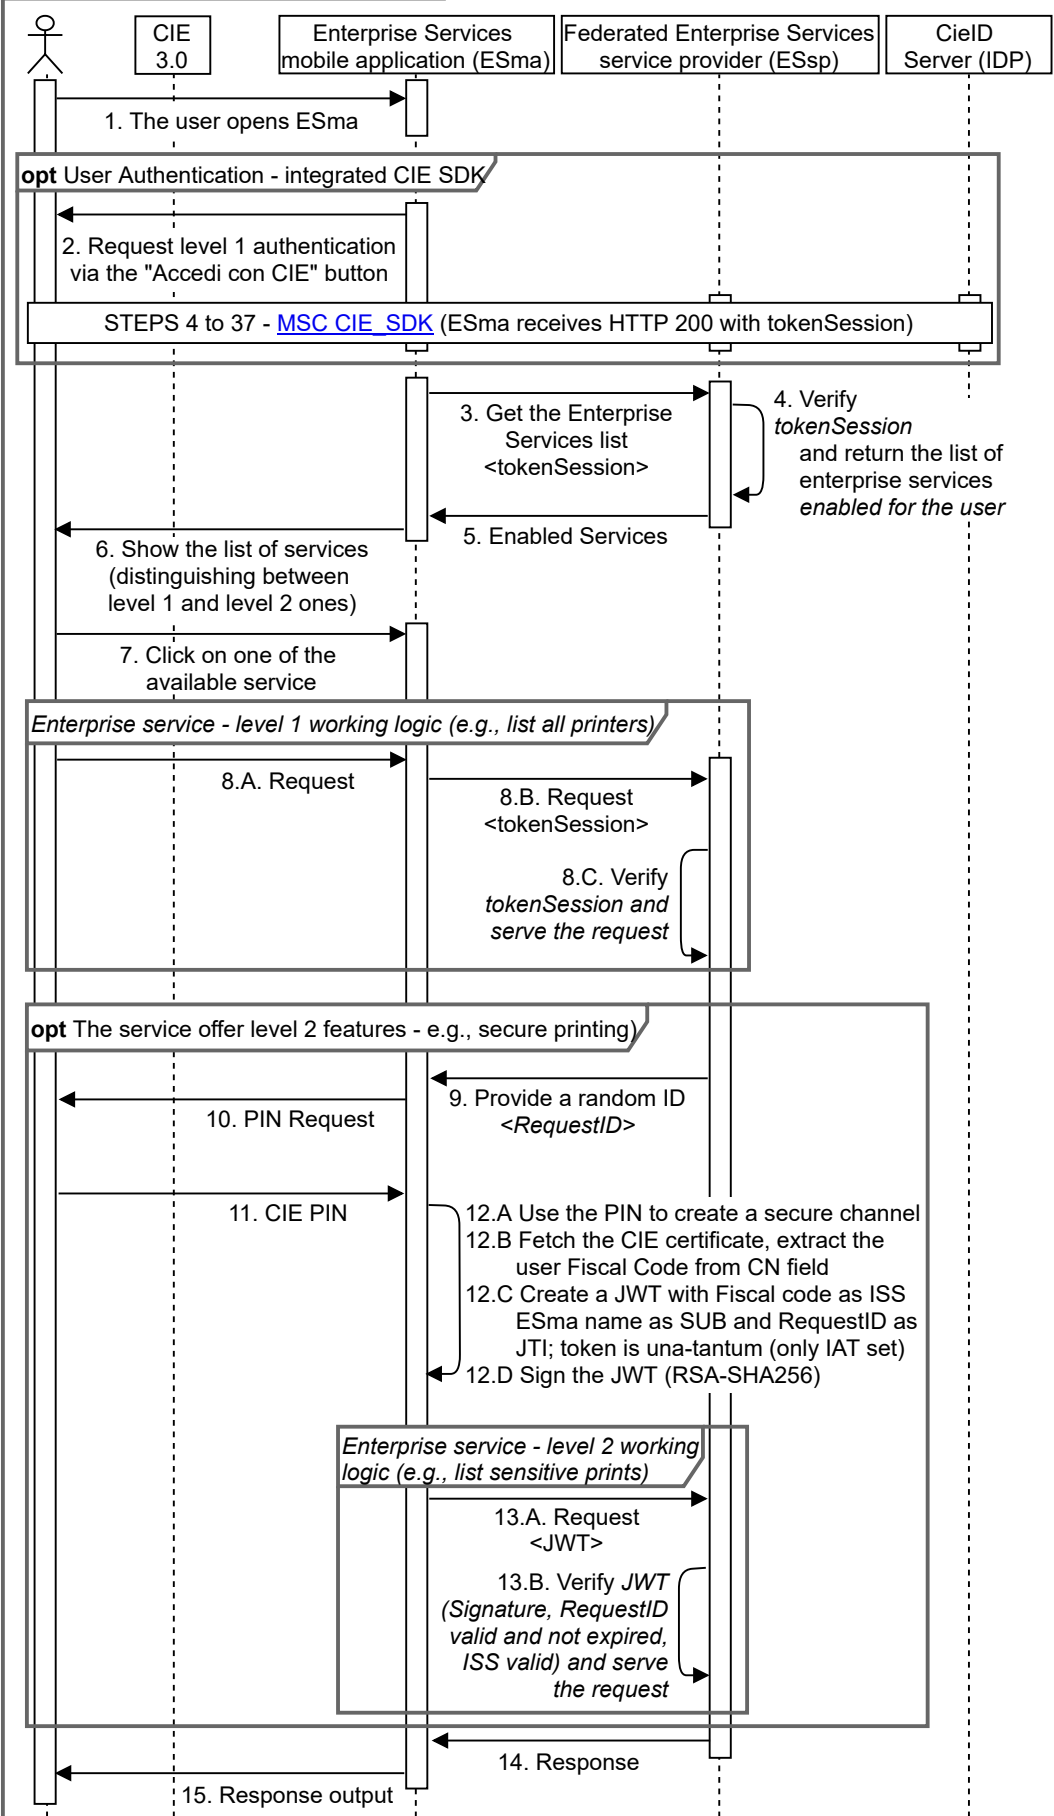 CIE
3.0
Enterprise Services
mobile application (ESma)
Federated Enterprise Services
service provider (ESsp)
CieID
Server (IDP)
1. The user opens ESma
opt User Authentication - integrated CIE SDK
2. Request level 1 authentication
via the "Accedi con CIE" button
STEPS 4 to 37 - MSC CIE_SDK (ESma receives HTTP 200 with tokenSession)
3. Get the Enterprise
Services list
<tokenSession>
4. Verify
tokenSession
and return the list of
enterprise services
enabled for the user
5. Enabled Services
6. Show the list of services
(distinguishing between
level 1 and level 2 ones)
7. Click on one of the
available service
Enterprise service - level 1 working logic (e.g., list all printers)
8.A. Request
8.B. Request
<tokenSession>
8.C. Verify
tokenSession and
serve the request
opt The service offer level 2 features - e.g., secure printing)
9. Provide a random ID
<RequestID>
10. PIN Request
11. CIE PIN
12.A Use the PIN to create a secure channel
12.B Fetch the CIE certificate, extract the
user Fiscal Code from CN field
12.C Create a JWT with Fiscal code as ISS
ESma name as SUB and RequestID as
JTI; token is una-tantum (only IAT set)
12.D Sign the JWT (RSA-SHA256)
Enterprise service - level 2 working
logic (e.g., list sensitive prints)
13.A. Request
<JWT>
13.B. Verify JWT
(Signature, RequestID
valid and not expired,
ISS valid) and serve
the request
14. Response
15. Response output